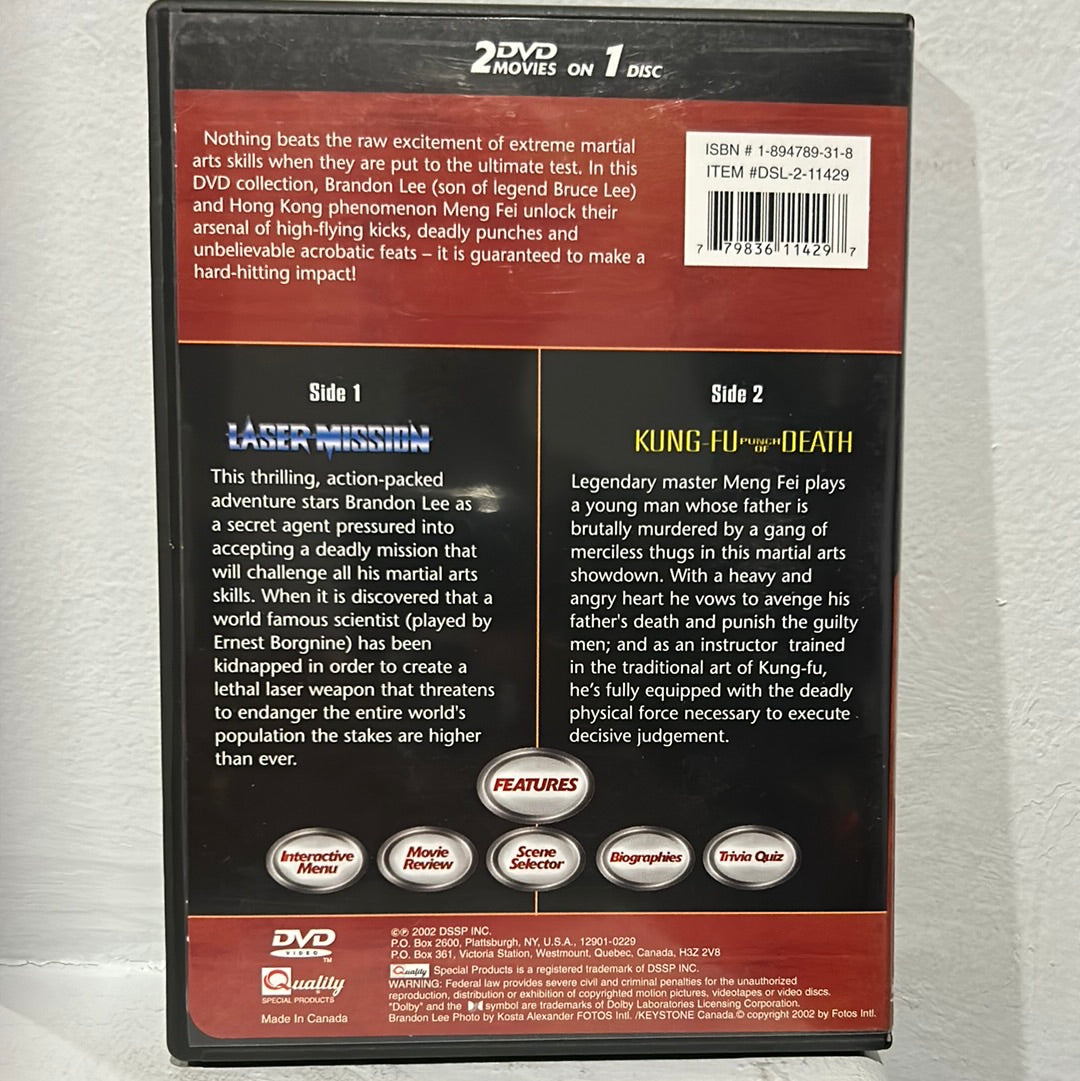 2 DVD MOVIES ON 1 DISC
Nothing beats the raw excitement of extreme martial
arts skills when they are put to the ultimate test. In this
DVD collection, Brandon Lee (son of legend Bruce Lee)
and Hong Kong phenomenon Meng Fei unlock their
arsenal of high-flying kicks, deadly punches and
unbelievable acrobatic feats – it is guaranteed to make a
hard-hitting impact!
ISBN # 1-894789-31-8
ITEM #DSL-2-11429
7 79836 11429 7
Side 1
LASER MISSION
This thrilling, action-packed
adventure stars Brandon Lee as
a secret agent pressured into
accepting a deadly mission that
will challenge all his martial arts
skills. When it is discovered that a
world famous scientist (played by
Ernest Borgnine) has been
kidnapped in order to create a
lethal laser weapon that threatens
to endanger the entire world's
population the stakes are higher
than ever.
Side 2
KUNG-FU PUNCH OF DEATH
Legendary master Meng Fei plays
a young man whose father is
brutally murdered by a gang of
merciless thugs in this martial arts
showdown. With a heavy and
angry heart he vows to avenge his
father's death and punish the guilty
men; and as an instructor trained
in the traditional art of Kung-fu,
he's fully equipped with the deadly
physical force necessary to execute
decisive judgement.
FEATURES
Interactive
Menu
Movie
Review
Scene
Selector
Biographies
Trivia Quiz
DVD
VIDEO
TM
Quality
SPECIAL PRODUCTS
Made In Canada
©℗ 2002 DSSP INC.
P.O. Box 2600, Plattsburgh, NY, U.S.A., 12901-0229
P.O. Box 361, Victoria Station, Westmount, Quebec, Canada, H3Z 2V8
Quality Special Products is a registered trademark of DSSP INC.
WARNING: Federal law provides severe civil and criminal penalties for the unauthorized
reproduction, distribution or exhibition of copyrighted motion pictures, videotapes or video discs.
"Dolby" and the symbol are trademarks of Dolby Laboratories Licensing Corporation.
Brandon Lee Photo by Kosta Alexander FOTOS Intl. /KEYSTONE Canada.© copyright 2002 by Fotos Intl.